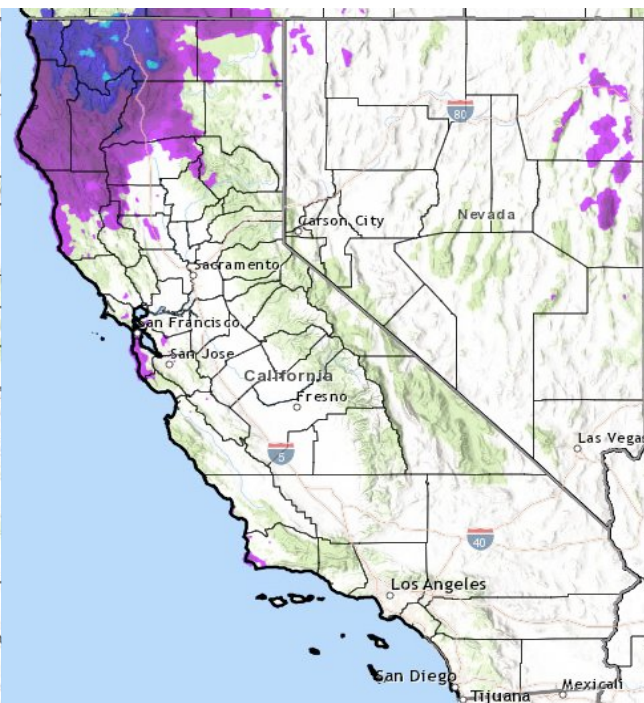 80
Nevada
Carson City
Sacramento
San Francisco
San Jose
California
Fresno
5
Las Vega
40
Los Angeles
San Diego
Tijuana
Mexicali